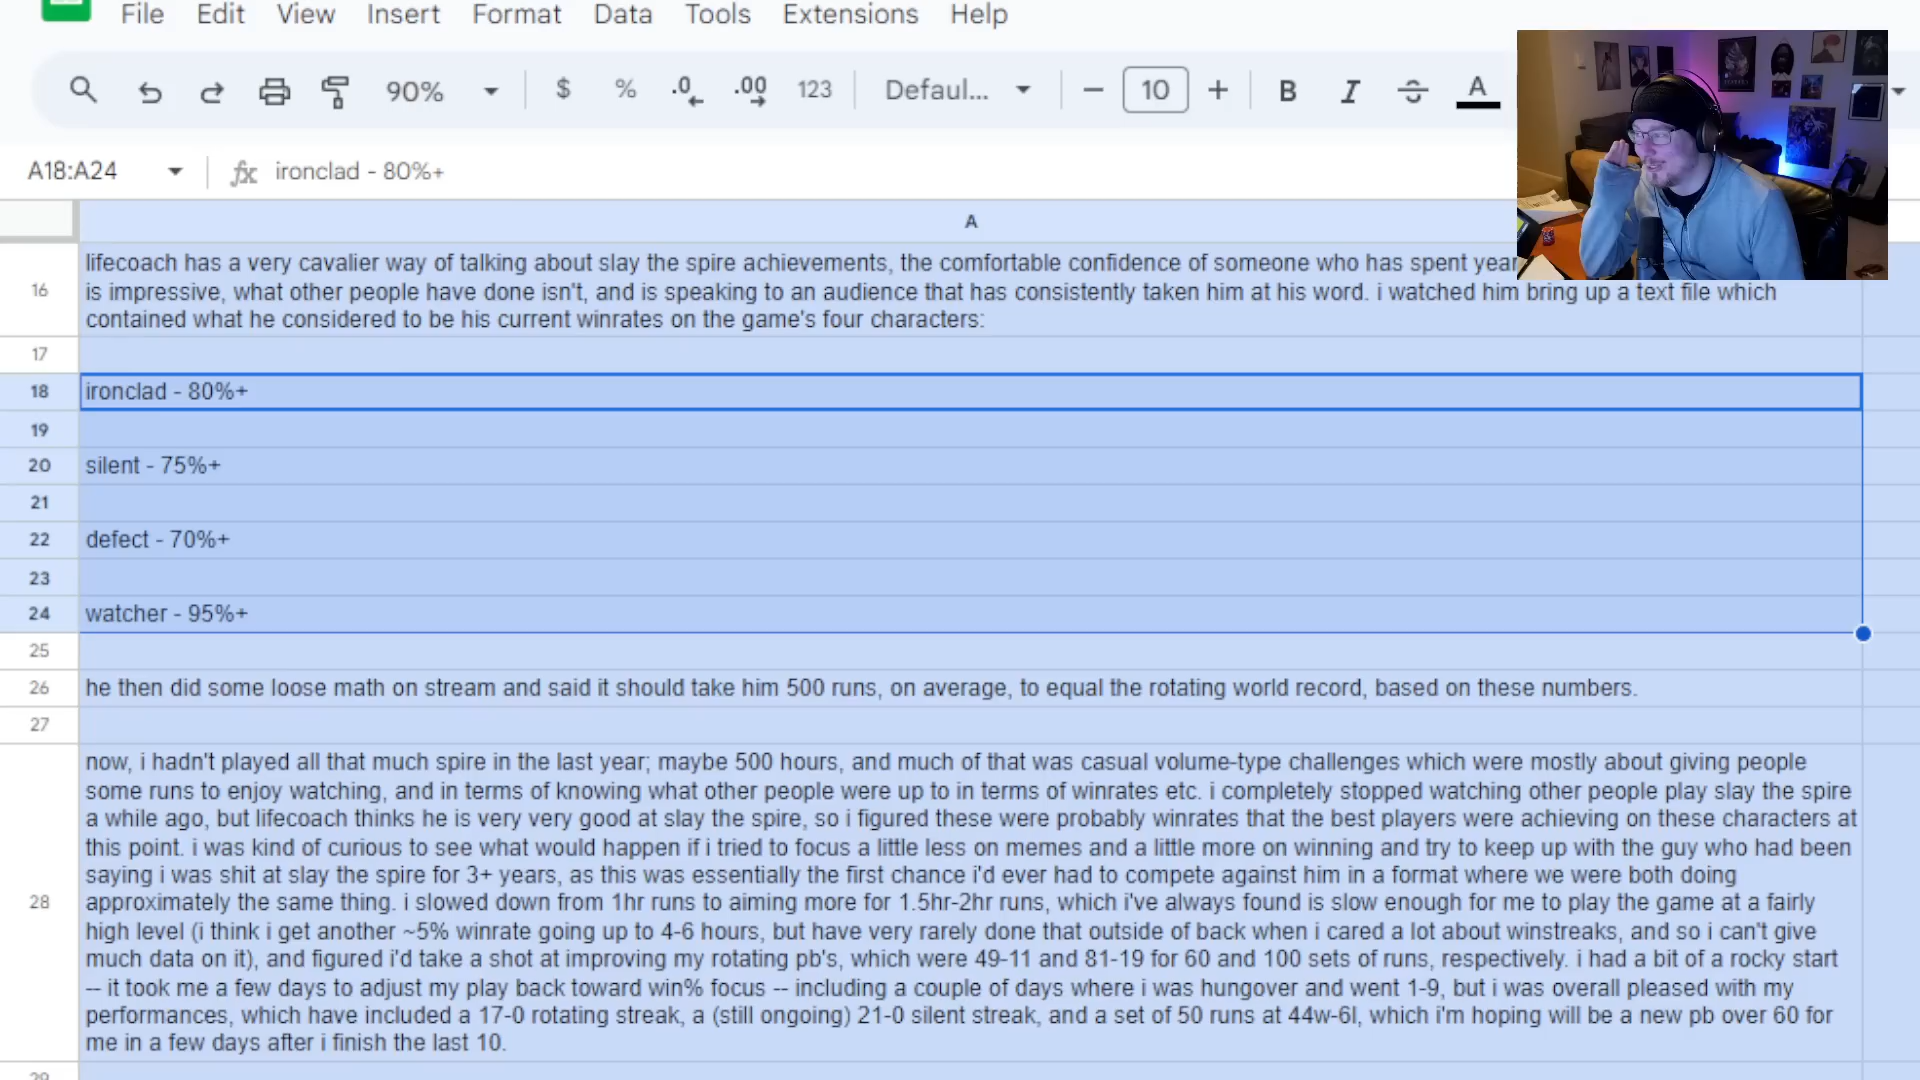 File Edit View Insert Format Data Tools Extensions Help
90% $ % .0 .00 123 Defaul... 10 B I A
A18:A24 fx ironclad - 80%+
A
16 lifecoach has a very cavalier way of talking about slay the spire achievements, the comfortable confidence of someone who has spent year
is impressive, what other people have done isn't, and is speaking to an audience that has consistently taken him at his word. i watched him bring up a text file which
contained what he considered to be his current winrates on the game's four characters:
17
18 ironclad - 80%+
19
20 silent - 75%+
21
22 defect - 70%+
23
24 watcher - 95%+
25
26 he then did some loose math on stream and said it should take him 500 runs, on average, to equal the rotating world record, based on these numbers.
27
now, i hadn't played all that much spire in the last year; maybe 500 hours, and much of that was casual volume-type challenges which were mostly about giving people
some runs to enjoy watching, and in terms of knowing what other people were up to in terms of winrates etc. i completely stopped watching other people play slay the spire
a while ago, but lifecoach thinks he is very very good at slay the spire, so i figured these were probably winrates that the best players were achieving on these characters at
this point. i was kind of curious to see what would happen if i tried to focus a little less on memes and a little more on winning and try to keep up with the guy who had been
saying i was shit at slay the spire for 3+ years, as this was essentially the first chance i'd ever had to compete against him in a format where we were both doing
28 approximately the same thing. i slowed down from 1hr runs to aiming more for 1.5hr-2hr runs, which i've always found is slow enough for me to play the game at a fairly
high level (i think i get another ~5% winrate going up to 4-6 hours, but have very rarely done that outside of back when i cared a lot about winstreaks, and so i can't give
much data on it), and figured i'd take a shot at improving my rotating pb's, which were 49-11 and 81-19 for 60 and 100 sets of runs, respectively. i had a bit of a rocky start
-- it took me a few days to adjust my play back toward win% focus -- including a couple of days where i was hungover and went 1-9, but i was overall pleased with my
performances, which have included a 17-0 rotating streak, a (still ongoing) 21-0 silent streak, and a set of 50 runs at 44w-6l, which i'm hoping will be a new pb over 60 for
me in a few days after i finish the last 10.
29